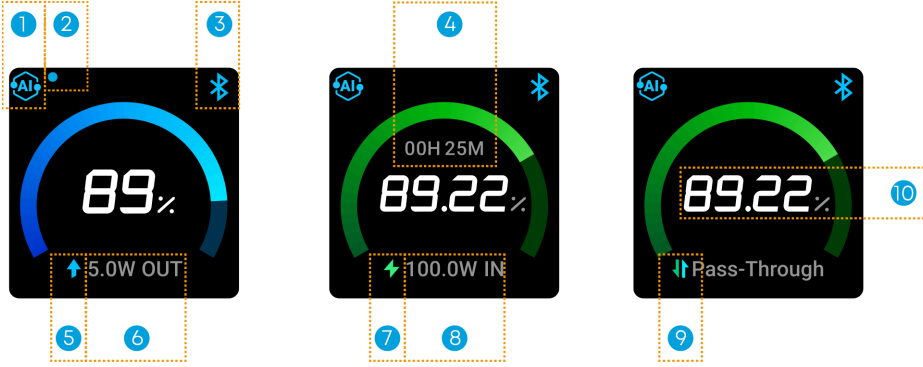 1 2 3 4
AI AI AI
00H 25M
89% 89.22% 89.22% 10
5.0W OUT 100.0W IN Pass-Through
5 6 7 8 9